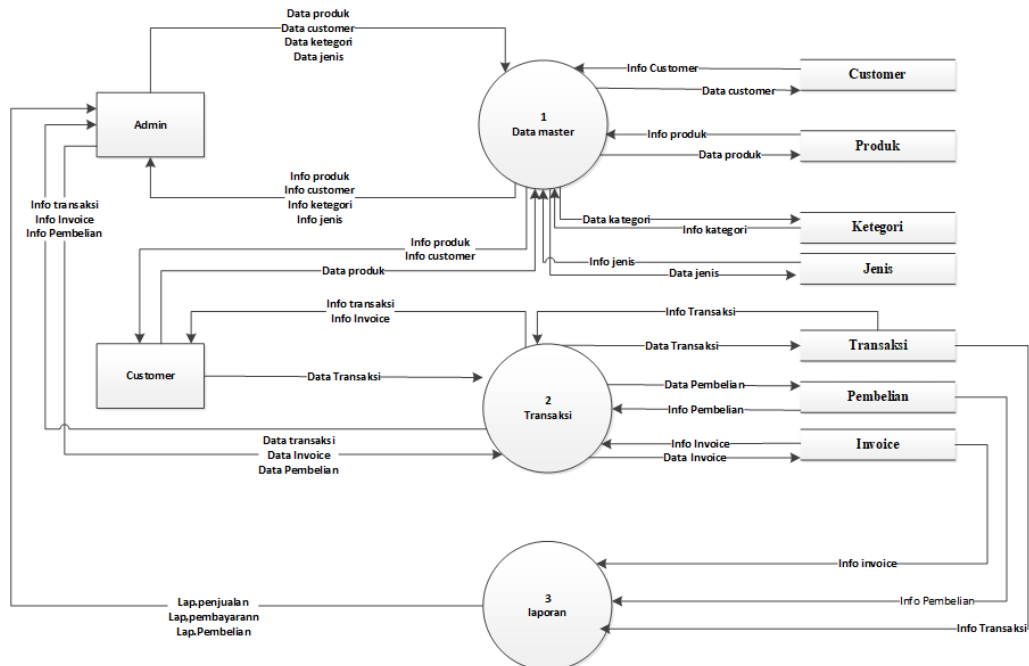 Data produk
Data customer
Data ketegori
Data jenis
Info Customer
Customer
Data customer
Admin
1
Data master
Info produk
Produk
Data produk
Info produk
Info customer
Info ketegori
Info jenis
Info transaksi
Info Invoice
Info Pembelian
Data kategori
Info kategori
Ketegori
Info produk
Info customer
Data produk
Info jenis
Jenis
Data jenis
Info transaksi
Info Invoice
Info Transaksi
Data Transaksi
Transaksi
Customer
Data Transaksi
2
Transaksi
Data Pembelian
Pembelian
Info Pembelian
Info Invoice
Invoice
Data Invoice
Data transaksi
Data Invoice
Data Pembelian
Info invoice
3
laporan
Lap.penjualan
Lap.pembayarann
Lap.Pembelian
Info Pembelian
Info Transaksi